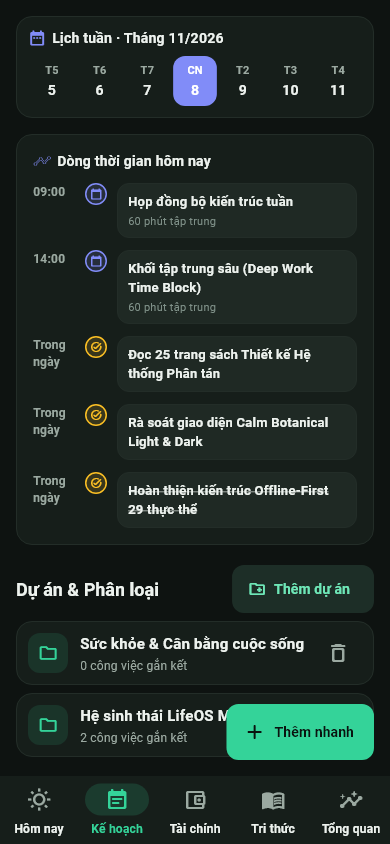 Lịch tuần · Tháng 11/2026
T5 T6 T7 CN T2 T3 T4
5 6 7 8 9 10 11
Dòng thời gian hôm nay
09:00
Họp đồng bộ kiến trúc tuần
60 phút tập trung
14:00
Khối tập trung sâu (Deep Work
Time Block)
60 phút tập trung
Trong
ngày
Đọc 25 trang sách Thiết kế Hệ
thống Phân tán
Trong
ngày
Rà soát giao diện Calm Botanical
Light & Dark
Trong
ngày
Hoàn thiện kiến trúc Offline-First
29 thực thể
Dự án & Phân loại
Thêm dự án
Sức khỏe & Cân bằng cuộc sống
0 công việc gắn kết
Hệ sinh thái LifeOS
2 công việc gắn kết
Thêm nhanh
Hôm nay
Kế hoạch
Tài chính
Tri thức
Tổng quan